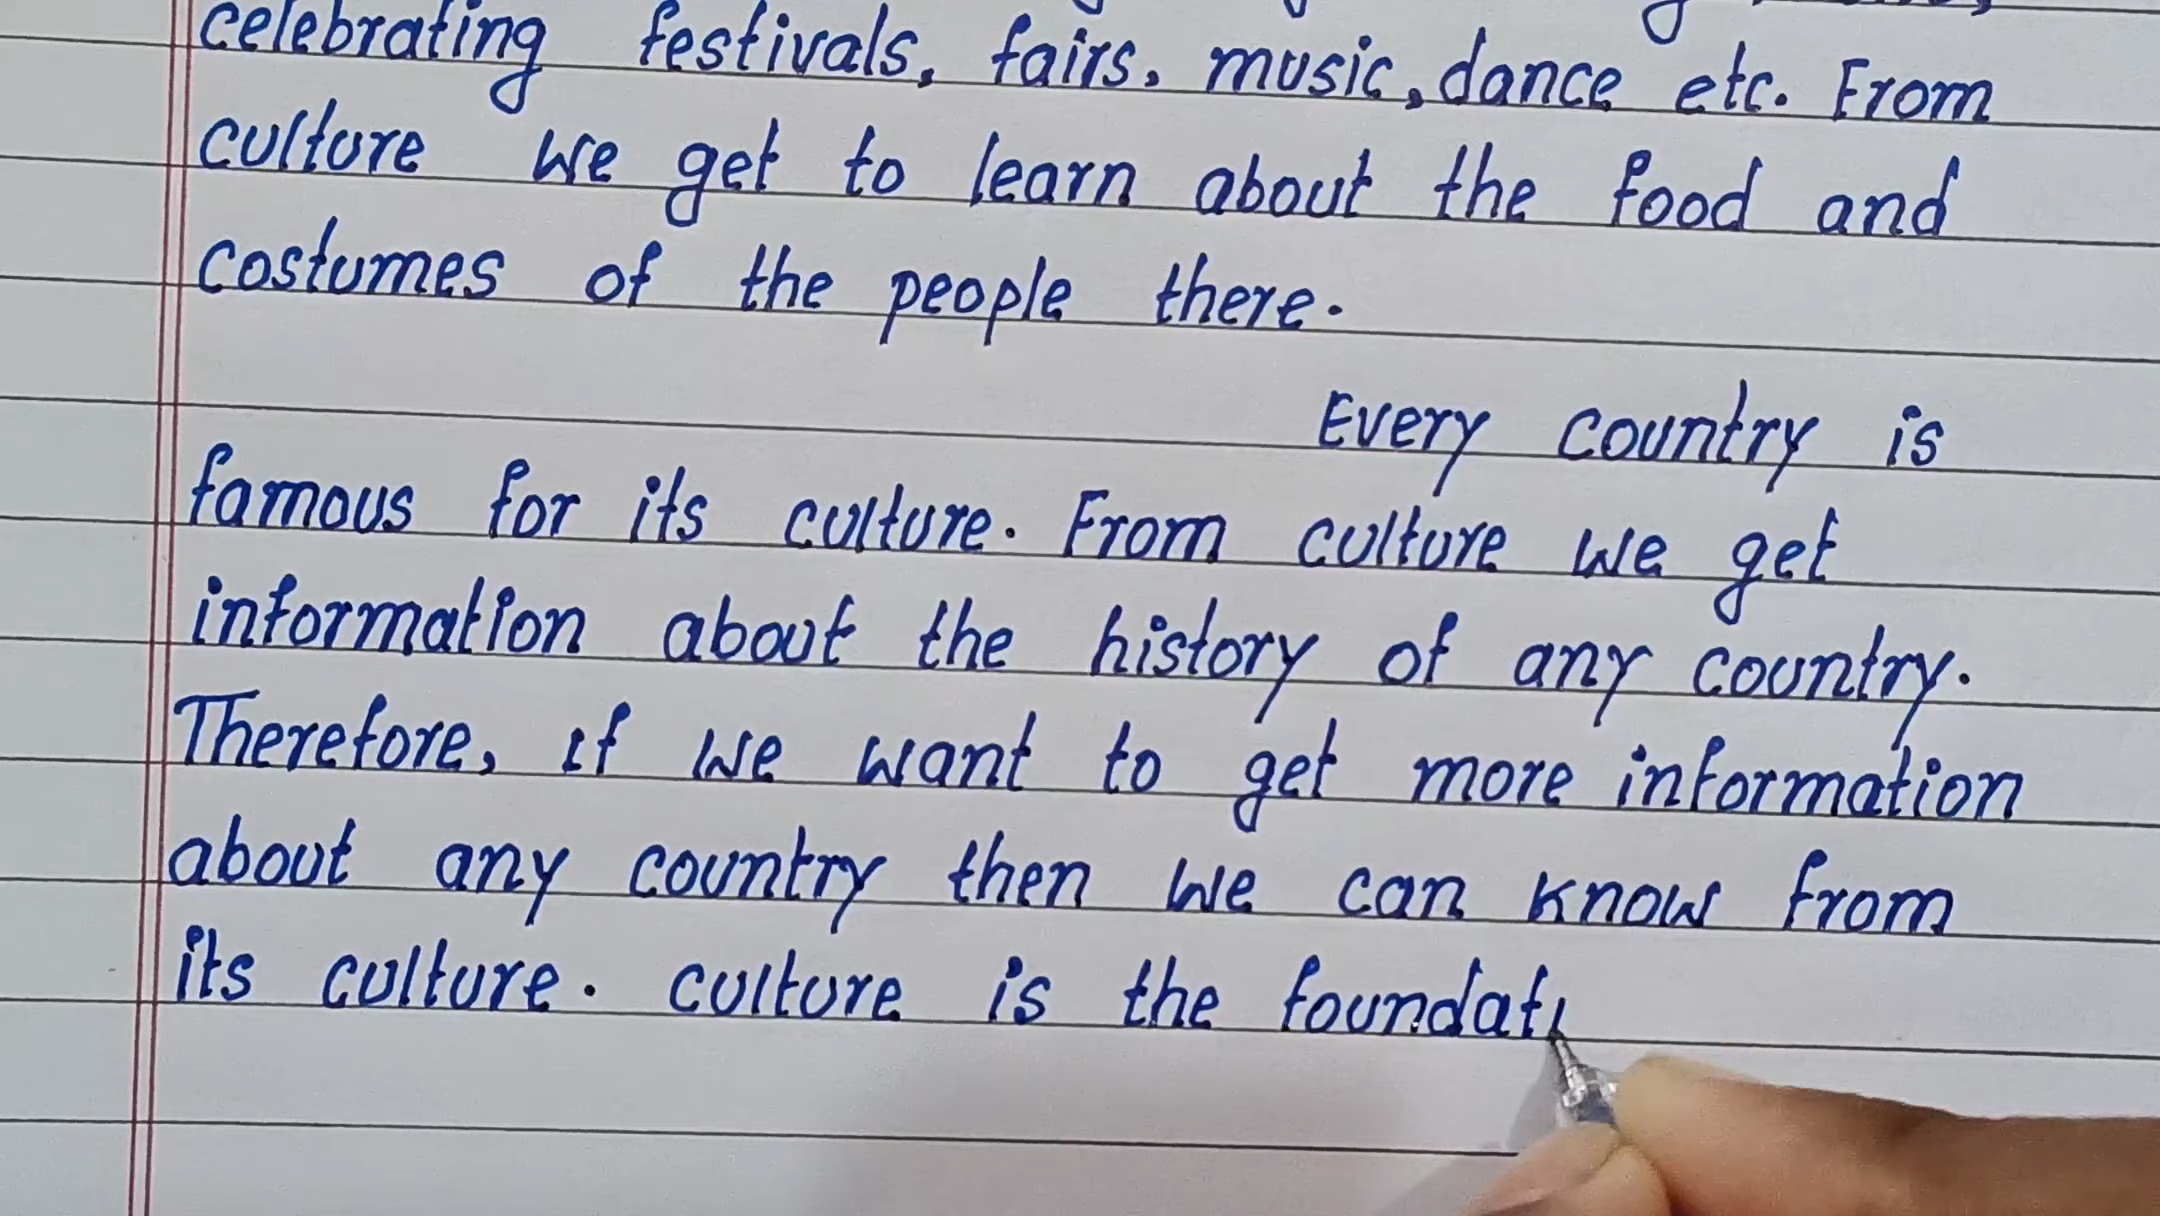 celebrating festivals, fairs, music, dance etc. From
culture we get to learn about the food and
costumes of the people there.
Every country is
famous for its culture. From culture we get
information about the history of any country.
Therefore, if we want to get more information
about any country then we can know from
its culture. culture is the foundati